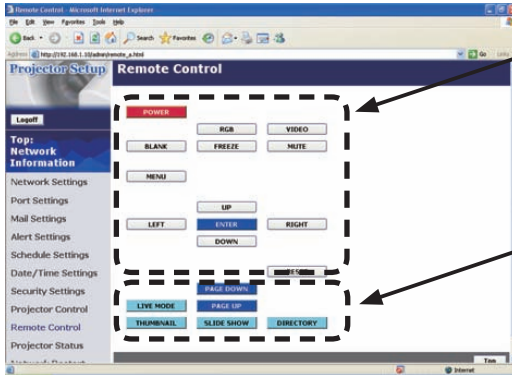 Remote Control - Microsoft Internet Explorer
File Edit View Favorites Tools Help
Back Search Favorites
Address http://192.168.1.10/admin/remote_a.html Go Links
Projector Setup
Remote Control
Logoff
Top:
Network
Information
Network Settings
Port Settings
Mail Settings
Alert Settings
Schedule Settings
Date/Time Settings
Security Settings
Projector Control
Remote Control
Projector Status
Network Restart
POWER
RGB VIDEO
BLANK FREEZE MUTE
MENU
UP
LEFT ENTER RIGHT
DOWN
RESET
PAGE DOWN
LIVE MODE PAGE UP
THUMBNAIL SLIDE SHOW DIRECTORY
Top
Internet